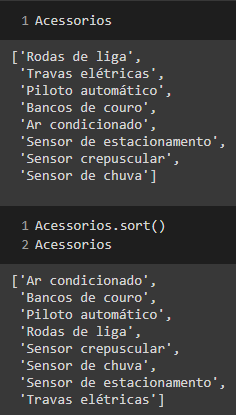 1 Acessorios
['Rodas de liga',
'Travas elétricas',
'Piloto automático',
'Bancos de couro',
'Ar condicionado',
'Sensor de estacionamento',
'Sensor crepuscular',
'Sensor de chuva']
1 Acessorios.sort()
2 Acessorios
['Ar condicionado',
'Bancos de couro',
'Piloto automático',
'Rodas de liga',
'Sensor crepuscular',
'Sensor de chuva',
'Sensor de estacionamento',
'Travas elétricas']